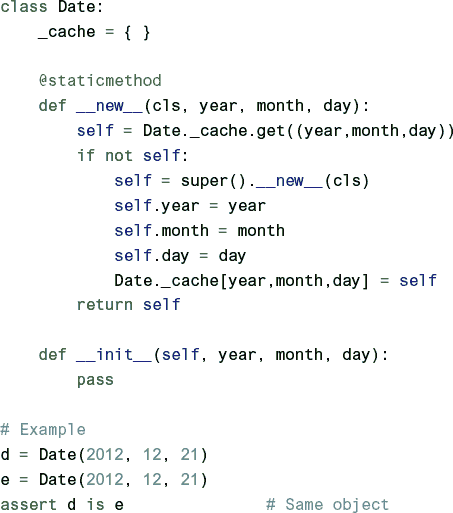 class Date:
    _cache = { }

    @staticmethod
    def __new__(cls, year, month, day):
        self = Date._cache.get((year,month,day))
        if not self:
            self = super().__new__(cls)
            self.year = year
            self.month = month
            self.day = day
            Date._cache[year,month,day] = self
        return self

    def __init__(self, year, month, day):
        pass

# Example
d = Date(2012, 12, 21)
e = Date(2012, 12, 21)
assert d is e               # Same object